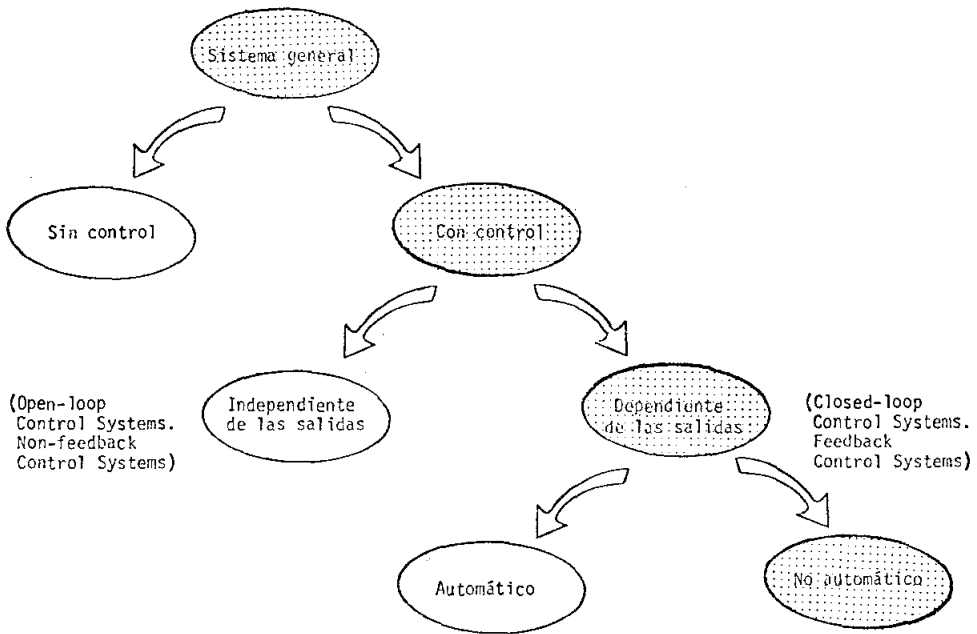 Sistema general
Sin control
Con control
(Open-loop
Control Systems.
Non-feedback
Control Systems)
Independiente
de las salidas
Dependiente
de las salidas
(Closed-loop
Control Systems.
Feedback
Control Systems)
Automático
No automático